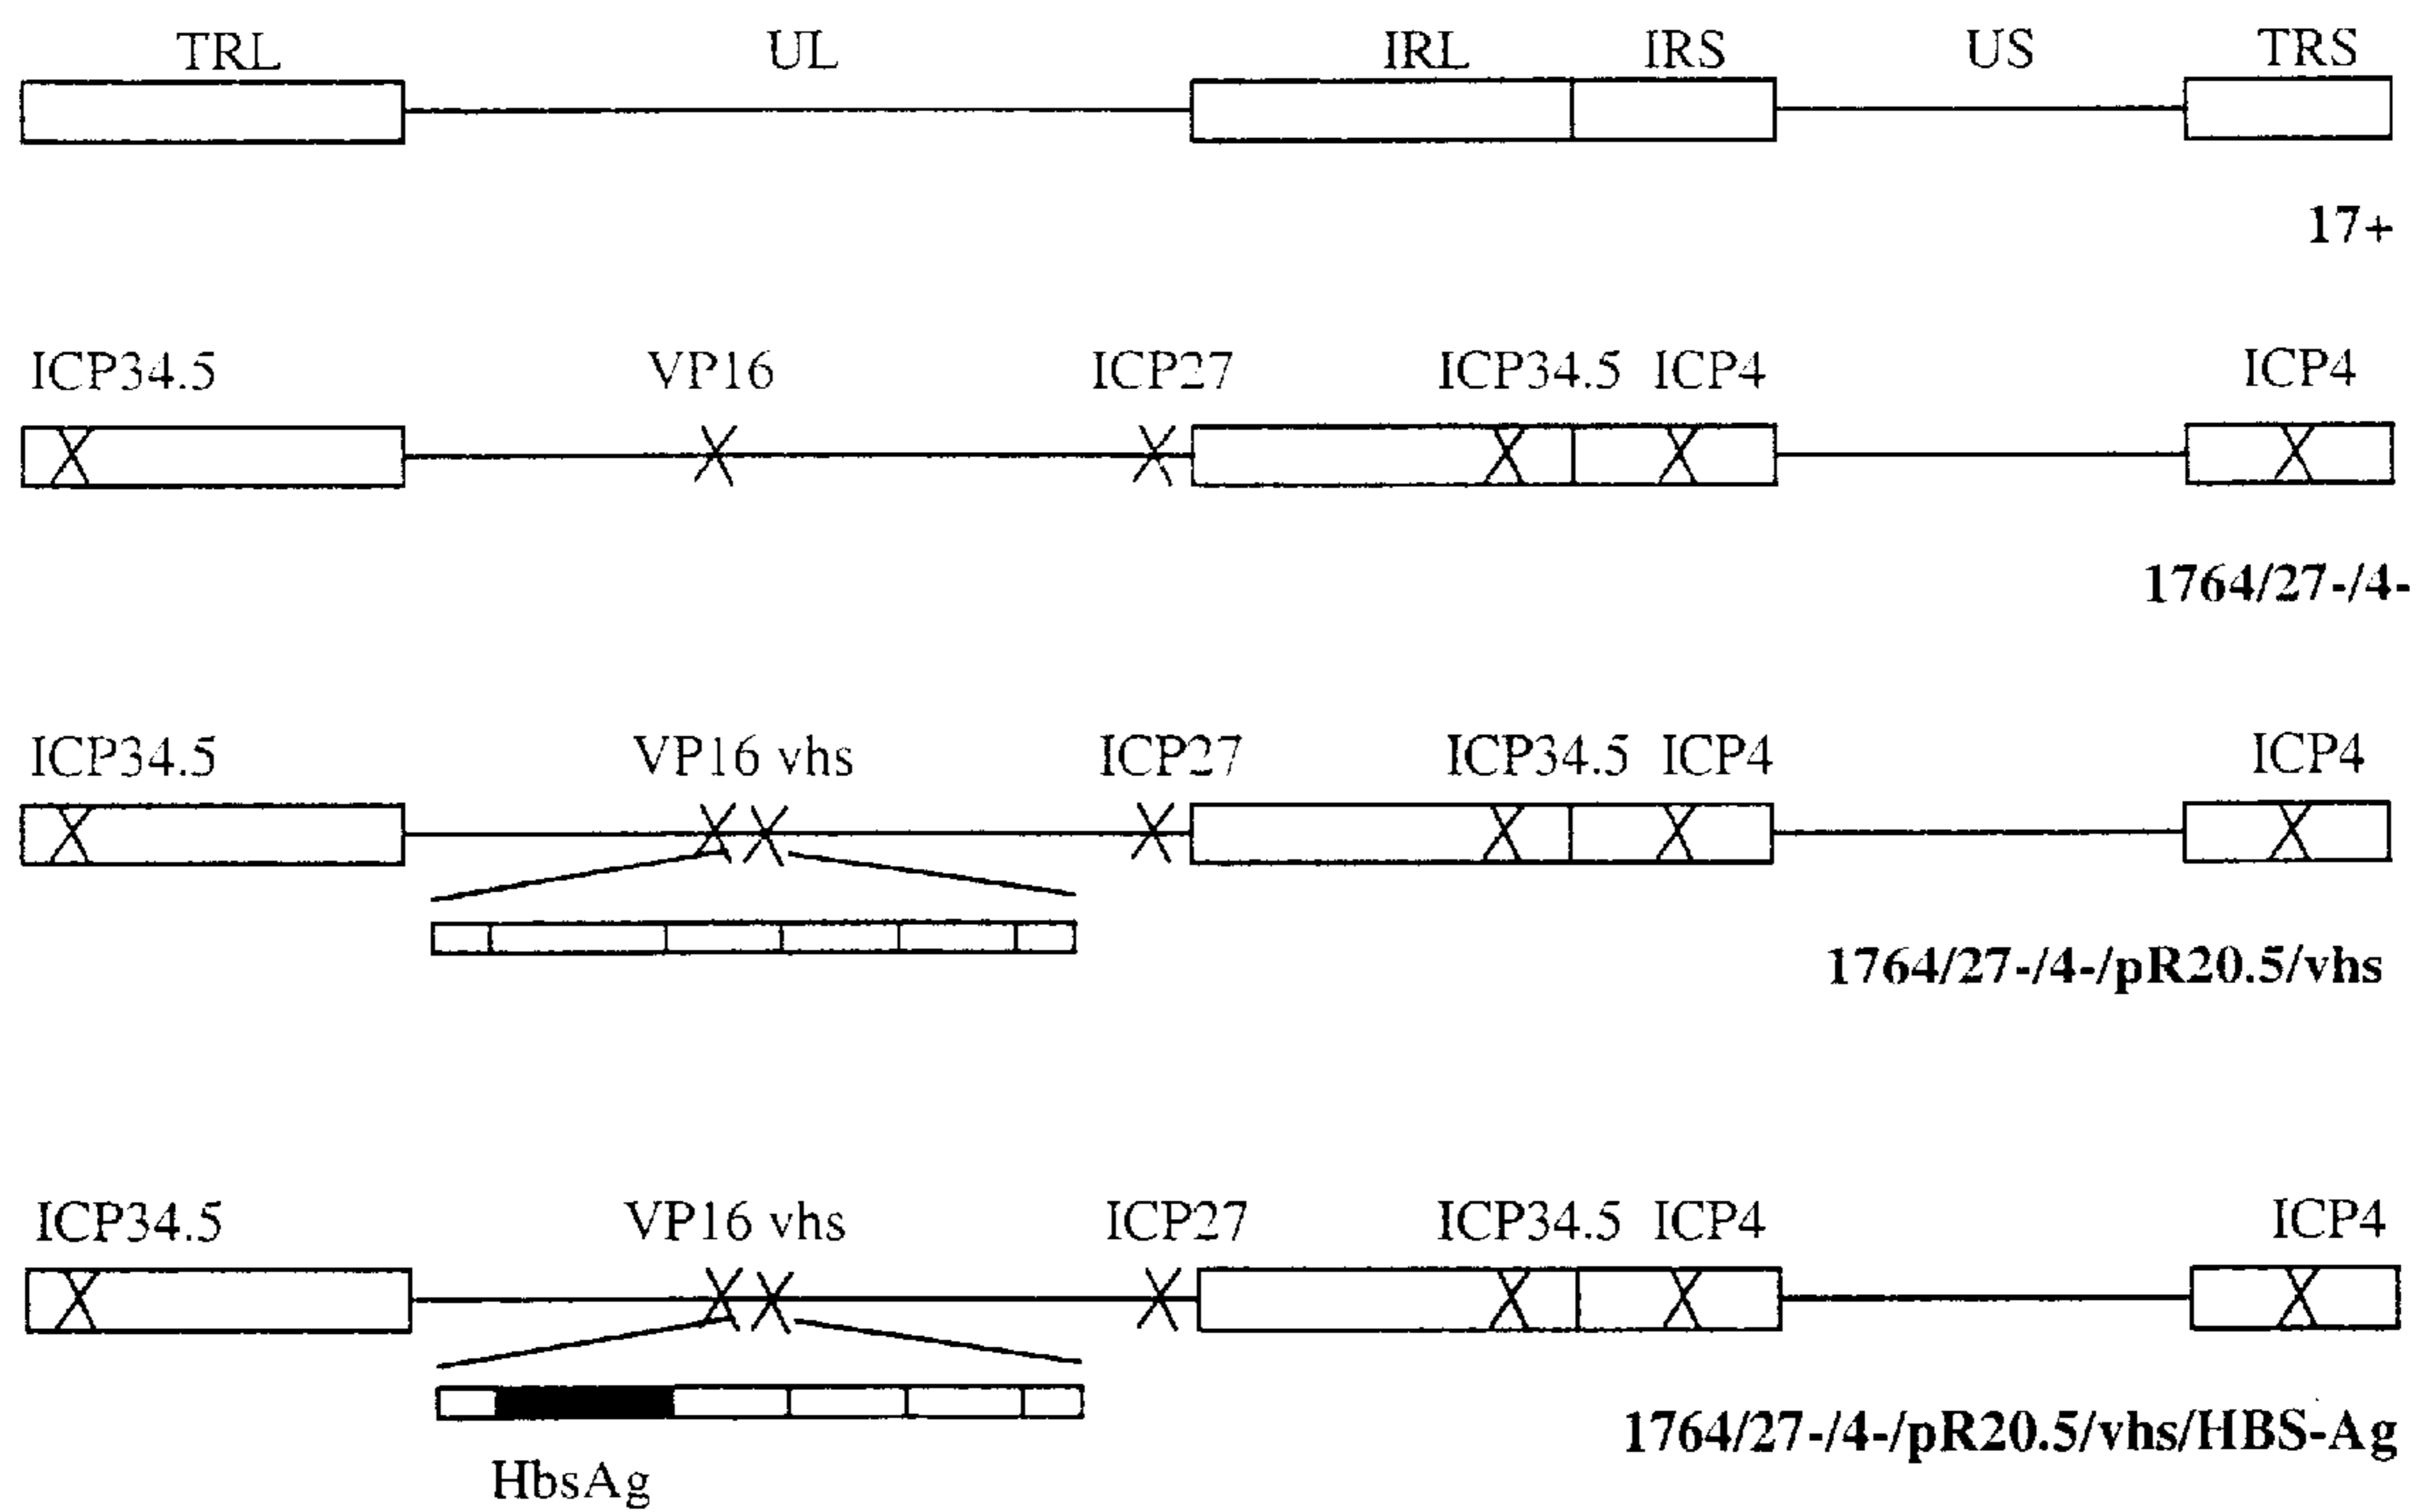 TRL UL IRL IRS US TRS
17+
ICP34.5 VP16 ICP27 ICP34.5 ICP4 ICP4
1764/27-/4-
ICP34.5 VP16 vhs ICP27 ICP34.5 ICP4 ICP4
1764/27-/4-/pR20.5/vhs
ICP34.5 VP16 vhs ICP27 ICP34.5 ICP4 ICP4
1764/27-/4-/pR20.5/vhs/HBS-Ag
HbsAg